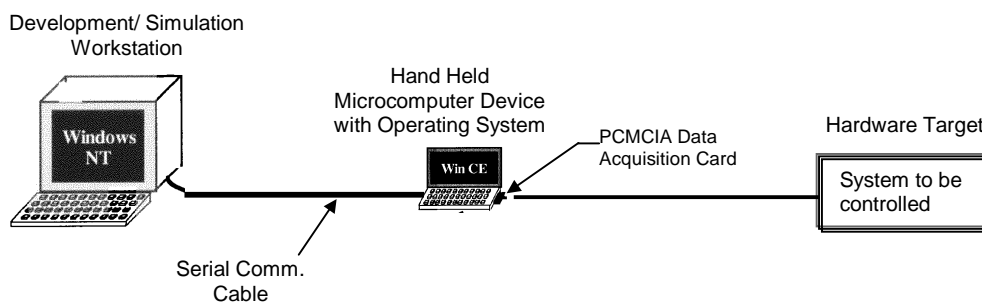 Development/ Simulation
Workstation
Windows
NT
Hand Held
Microcomputer Device
with Operating System
Win CE
PCMCIA Data
Acquisition Card
Hardware Target
System to be
controlled
Serial Comm.
Cable